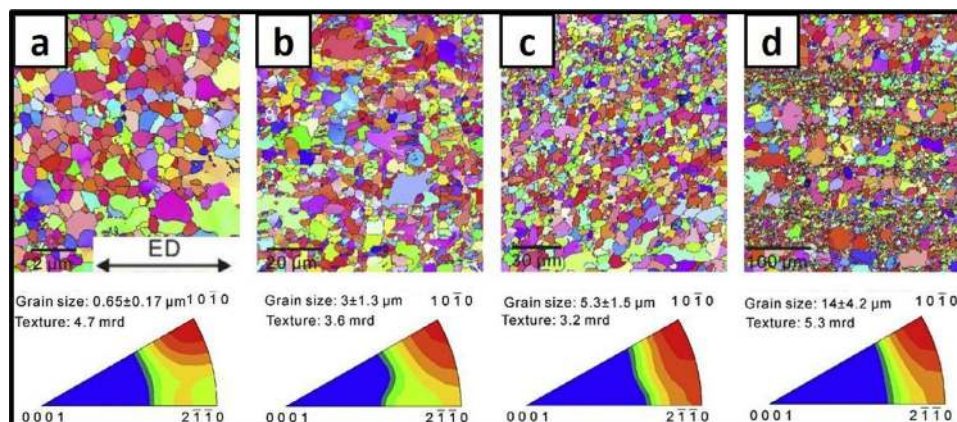 a
b
c
d
2 µm
ED
20 µm
30 µm
100 µm
Grain size: 0.65±0.17 µm
Texture: 4.7 mrd
1 0 1̄ 0
0 0 0 1
2 1̄ 1̄ 0
Grain size: 3±1.3 µm
Texture: 3.6 mrd
1 0 1̄ 0
0 0 0 1
2 1̄ 1̄ 0
Grain size: 5.3±1.5 µm
Texture: 3.2 mrd
1 0 1̄ 0
0 0 0 1
2 1̄ 1̄ 0
Grain size: 14±4.2 µm
Texture: 5.3 mrd
1 0 1̄ 0
0 0 0 1
2 1̄ 1̄ 0